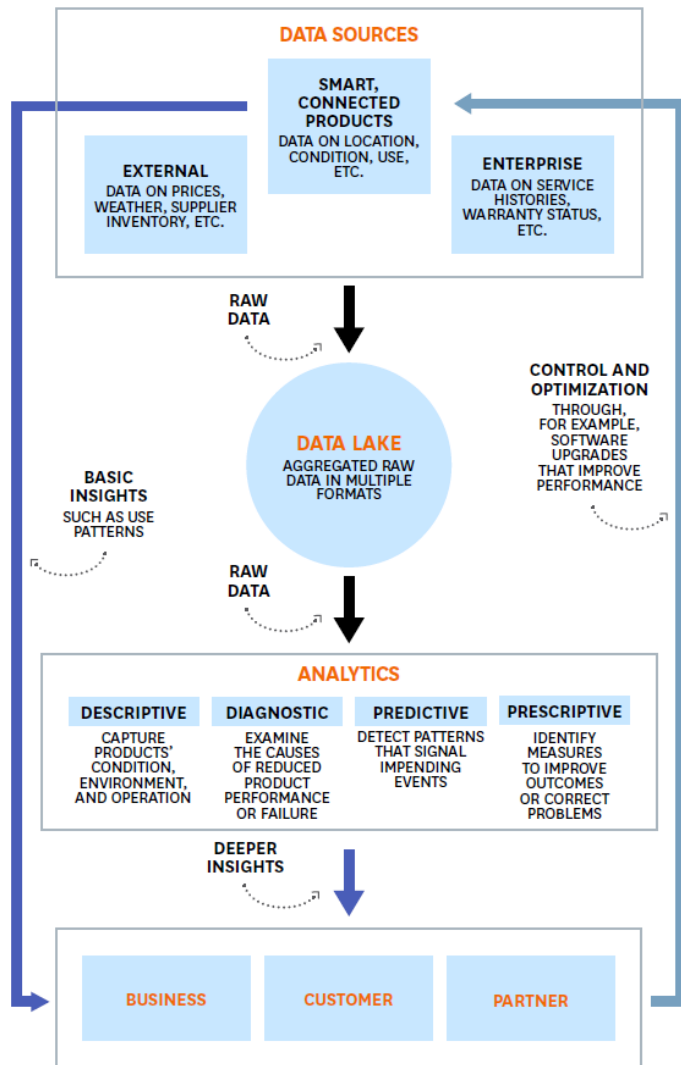 DATA SOURCES
SMART,
CONNECTED
PRODUCTS
DATA ON LOCATION,
CONDITION, USE,
ETC.
EXTERNAL
DATA ON PRICES,
WEATHER, SUPPLIER
INVENTORY, ETC.
ENTERPRISE
DATA ON SERVICE
HISTORIES,
WARRANTY STATUS,
ETC.
RAW
DATA
DATA LAKE
AGGREGATED RAW
DATA IN MULTIPLE
FORMATS
CONTROL AND
OPTIMIZATION
THROUGH,
FOR EXAMPLE,
SOFTWARE
UPGRADES
THAT IMPROVE
PERFORMANCE
BASIC
INSIGHTS
SUCH AS USE
PATTERNS
RAW
DATA
ANALYTICS
DESCRIPTIVE
CAPTURE
PRODUCTS'
CONDITION,
ENVIRONMENT,
AND OPERATION
DIAGNOSTIC
EXAMINE
THE CAUSES
OF REDUCED
PRODUCT
PERFORMANCE
OR FAILURE
PREDICTIVE
DETECT PATTERNS
THAT SIGNAL
IMPENDING
EVENTS
PRESCRIPTIVE
IDENTIFY
MEASURES
TO IMPROVE
OUTCOMES
OR CORRECT
PROBLEMS
DEEPER
INSIGHTS
BUSINESS
CUSTOMER
PARTNER